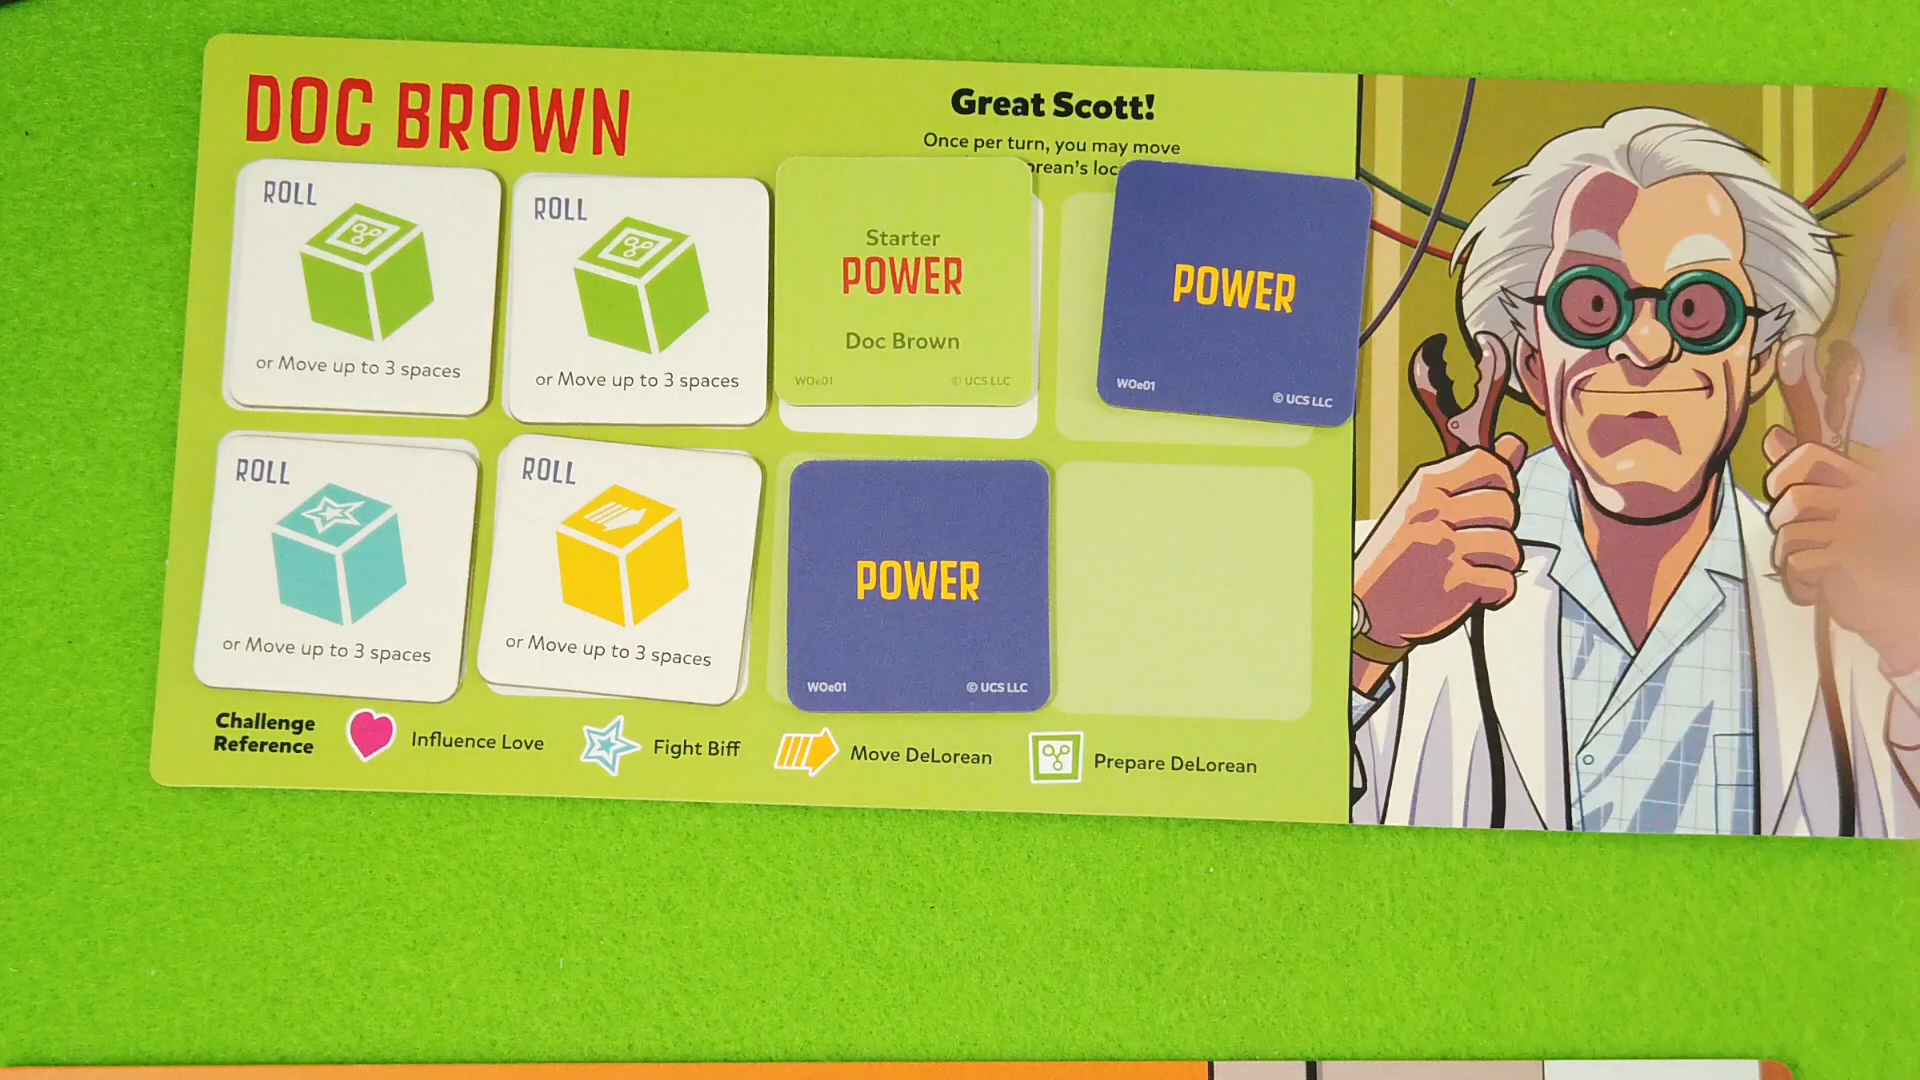 DOC BROWN
Great Scott!
Once per turn, you may move
ROLL
or Move up to 3 spaces
ROLL
or Move up to 3 spaces
Starter
POWER
Doc Brown
WOe01
© UCS LLC
POWER
WOe01
© UCS LLC
ROLL
or Move up to 3 spaces
ROLL
or Move up to 3 spaces
POWER
WOe01
© UCS LLC
Challenge
Reference
Influence Love
Fight Biff
Move DeLorean
Prepare DeLorean